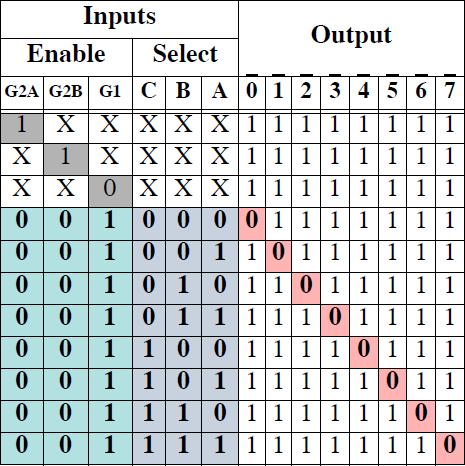 Inputs Output
Enable Select
G2A G2B G1 C B A 0̅ 1̅ 2̅ 3̅ 4̅ 5̅ 6̅ 7̅
1 X X X X X 1 1 1 1 1 1 1 1
X 1 X X X X 1 1 1 1 1 1 1 1
X X 0 X X X 1 1 1 1 1 1 1 1
0 0 1 0 0 0 0 1 1 1 1 1 1 1
0 0 1 0 0 1 1 0 1 1 1 1 1 1
0 0 1 0 1 0 1 1 0 1 1 1 1 1
0 0 1 0 1 1 1 1 1 0 1 1 1 1
0 0 1 1 0 0 1 1 1 1 0 1 1 1
0 0 1 1 0 1 1 1 1 1 1 0 1 1
0 0 1 1 1 0 1 1 1 1 1 1 0 1
0 0 1 1 1 1 1 1 1 1 1 1 1 0